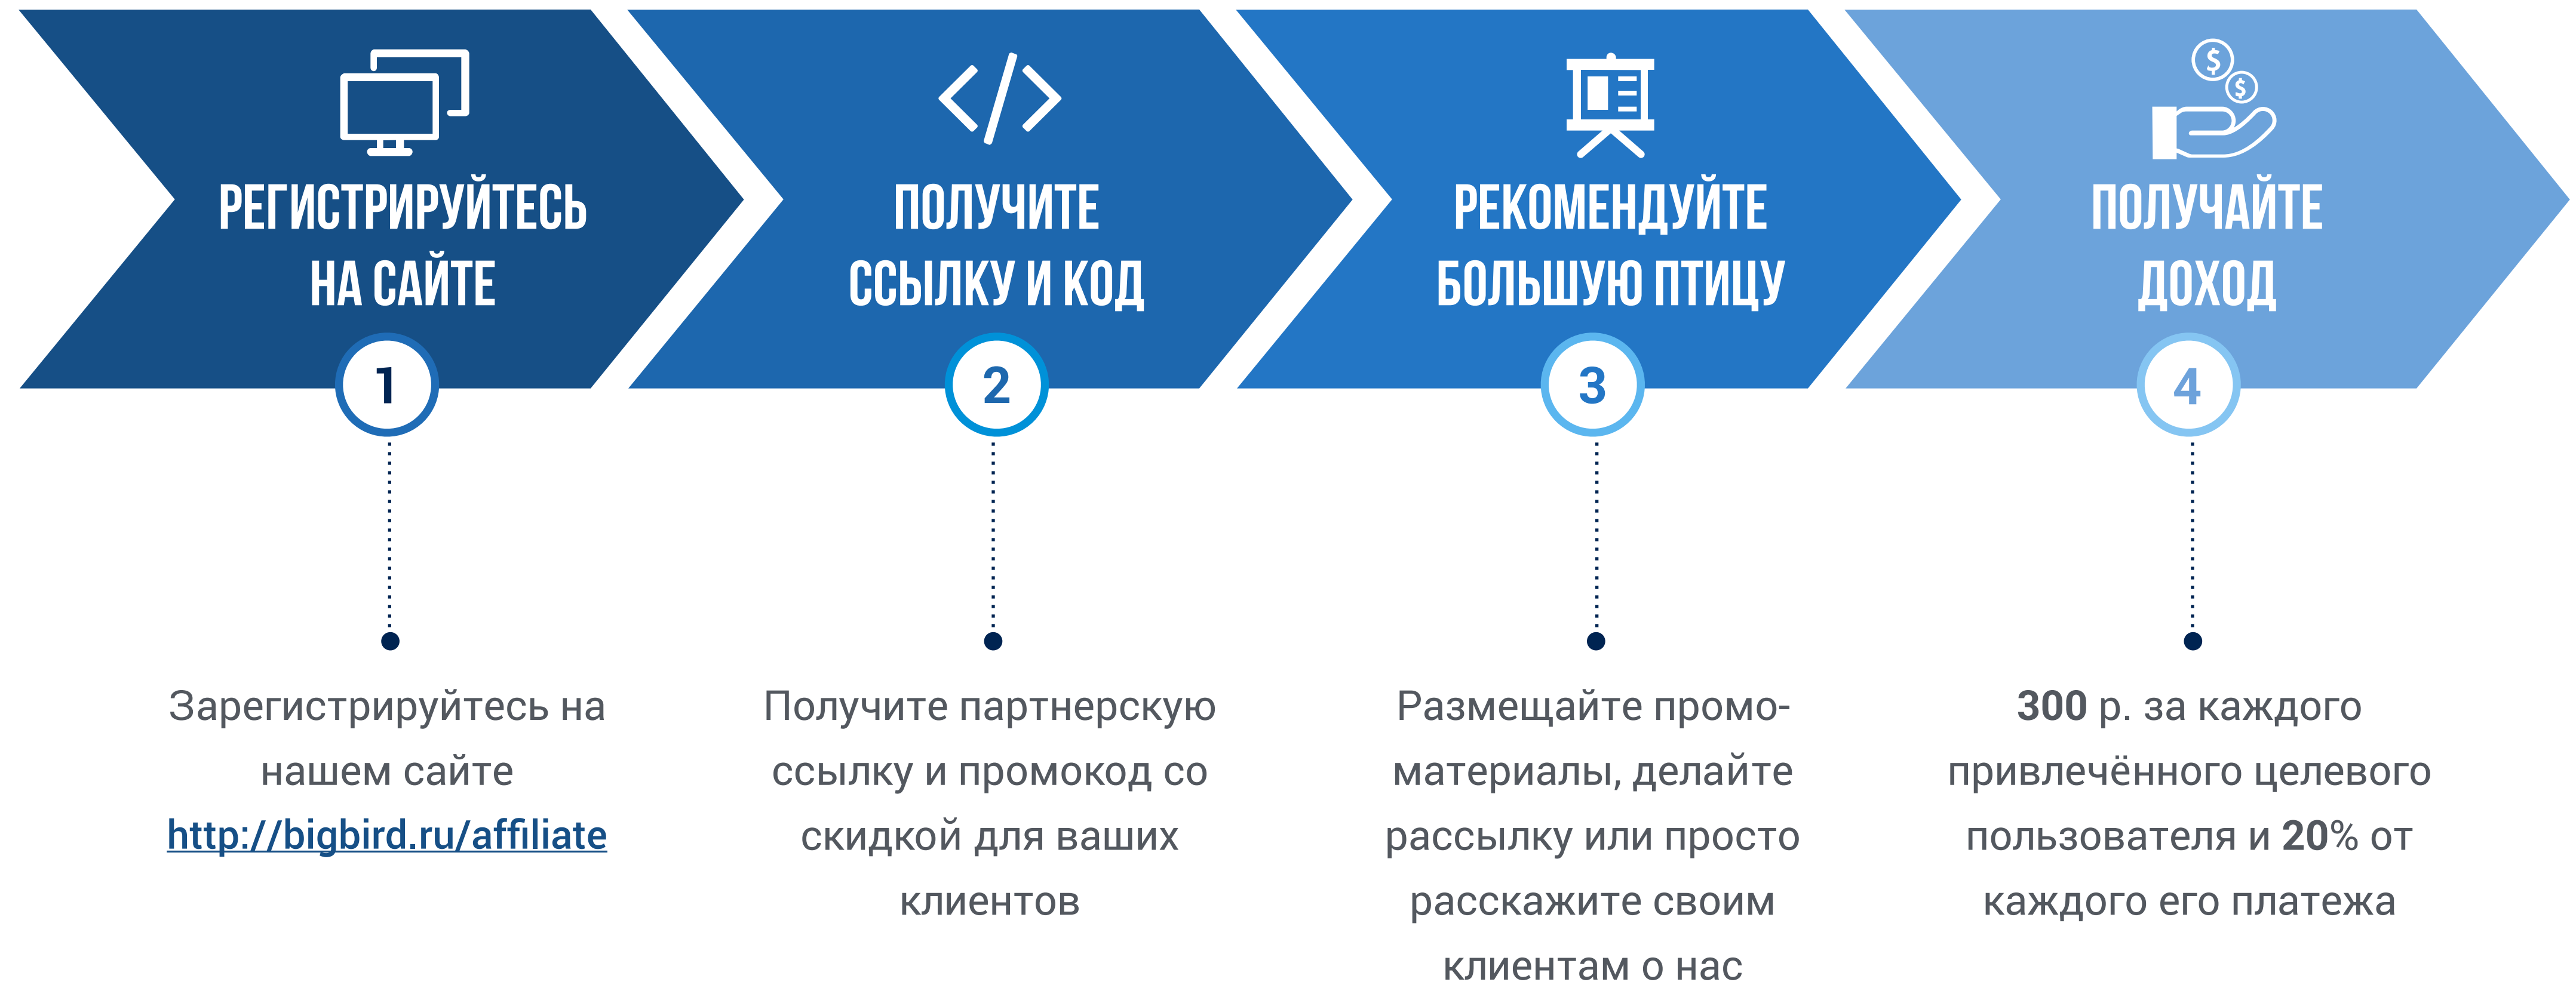 РЕГИСТРИРУЙТЕСЬ
НА САЙТЕ
1
Зарегистрируйтесь на
нашем сайте
http://bigbird.ru/affiliate
ПОЛУЧИТЕ
ССЫЛКУ И КОД
2
Получите партнерскую
ссылку и промокод со
скидкой для ваших
клиентов
РЕКОМЕНДУЙТЕ
БОЛЬШУЮ ПТИЦУ
3
Размещайте промо-
материалы, делайте
рассылку или просто
расскажите своим
клиентам о нас
$
$
ПОЛУЧАЙТЕ
ДОХОД
4
300 р. за каждого
привлечённого целевого
пользователя и 20% от
каждого его платежа